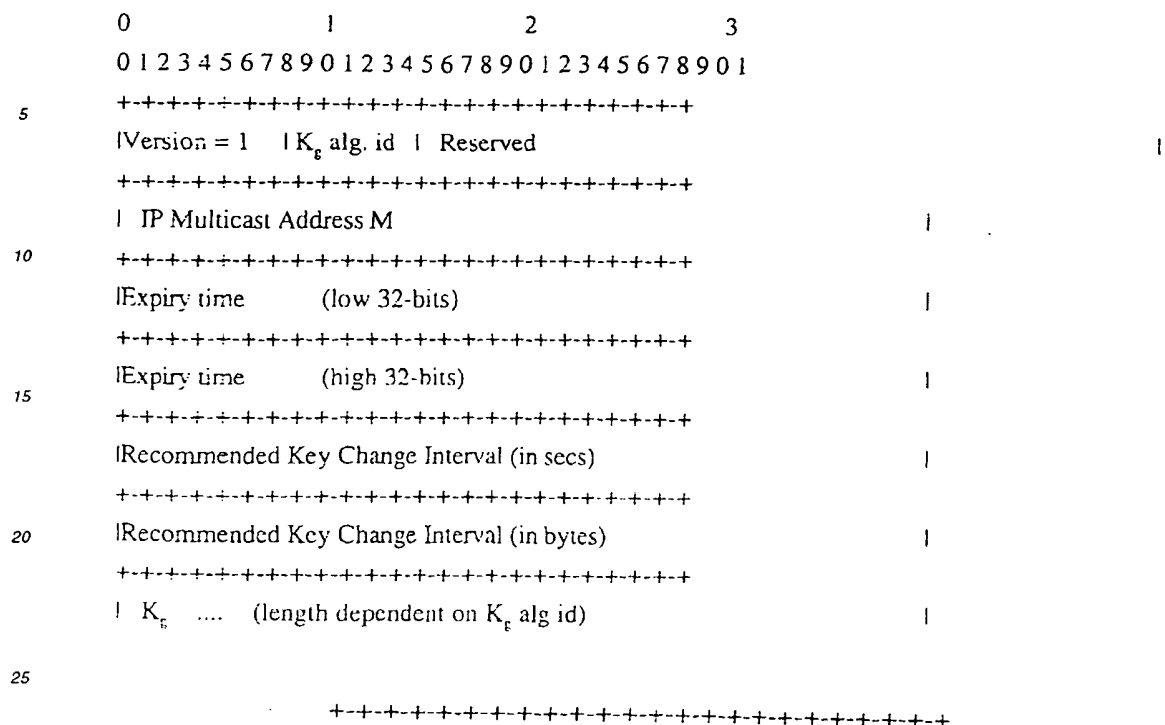 0 1 2 3
0 1 2 3 4 5 6 7 8 9 0 1 2 3 4 5 6 7 8 9 0 1 2 3 4 5 6 7 8 9 0 1
5 +-+-+-+-+-+-+-+-+-+-+-+-+-+-+-+-+-+-+-+-+-+-+-+
|Version = 1 |Kg alg. id | Reserved |
+-+-+-+-+-+-+-+-+-+-+-+-+-+-+-+-+-+-+-+-+-+-+-+
| IP Multicast Address M |
10 +-+-+-+-+-+-+-+-+-+-+-+-+-+-+-+-+-+-+-+-+-+-+-+
|Expiry time (low 32-bits) |
+-+-+-+-+-+-+-+-+-+-+-+-+-+-+-+-+-+-+-+-+-+-+-+
|Expiry time (high 32-bits) |
15 +-+-+-+-+-+-+-+-+-+-+-+-+-+-+-+-+-+-+-+-+-+-+-+
|Recommended Key Change Interval (in secs) |
+-+-+-+-+-+-+-+-+-+-+-+-+-+-+-+-+-+-+-+-+-+-+-+
20 |Recommended Key Change Interval (in bytes) |
+-+-+-+-+-+-+-+-+-+-+-+-+-+-+-+-+-+-+-+-+-+-+-+
| Kg .... (length dependent on Kg alg id) |
25
+-+-+-+-+-+-+-+-+-+-+-+-+-+-+-+-+-+-+-+-+-+-+-+-+-+